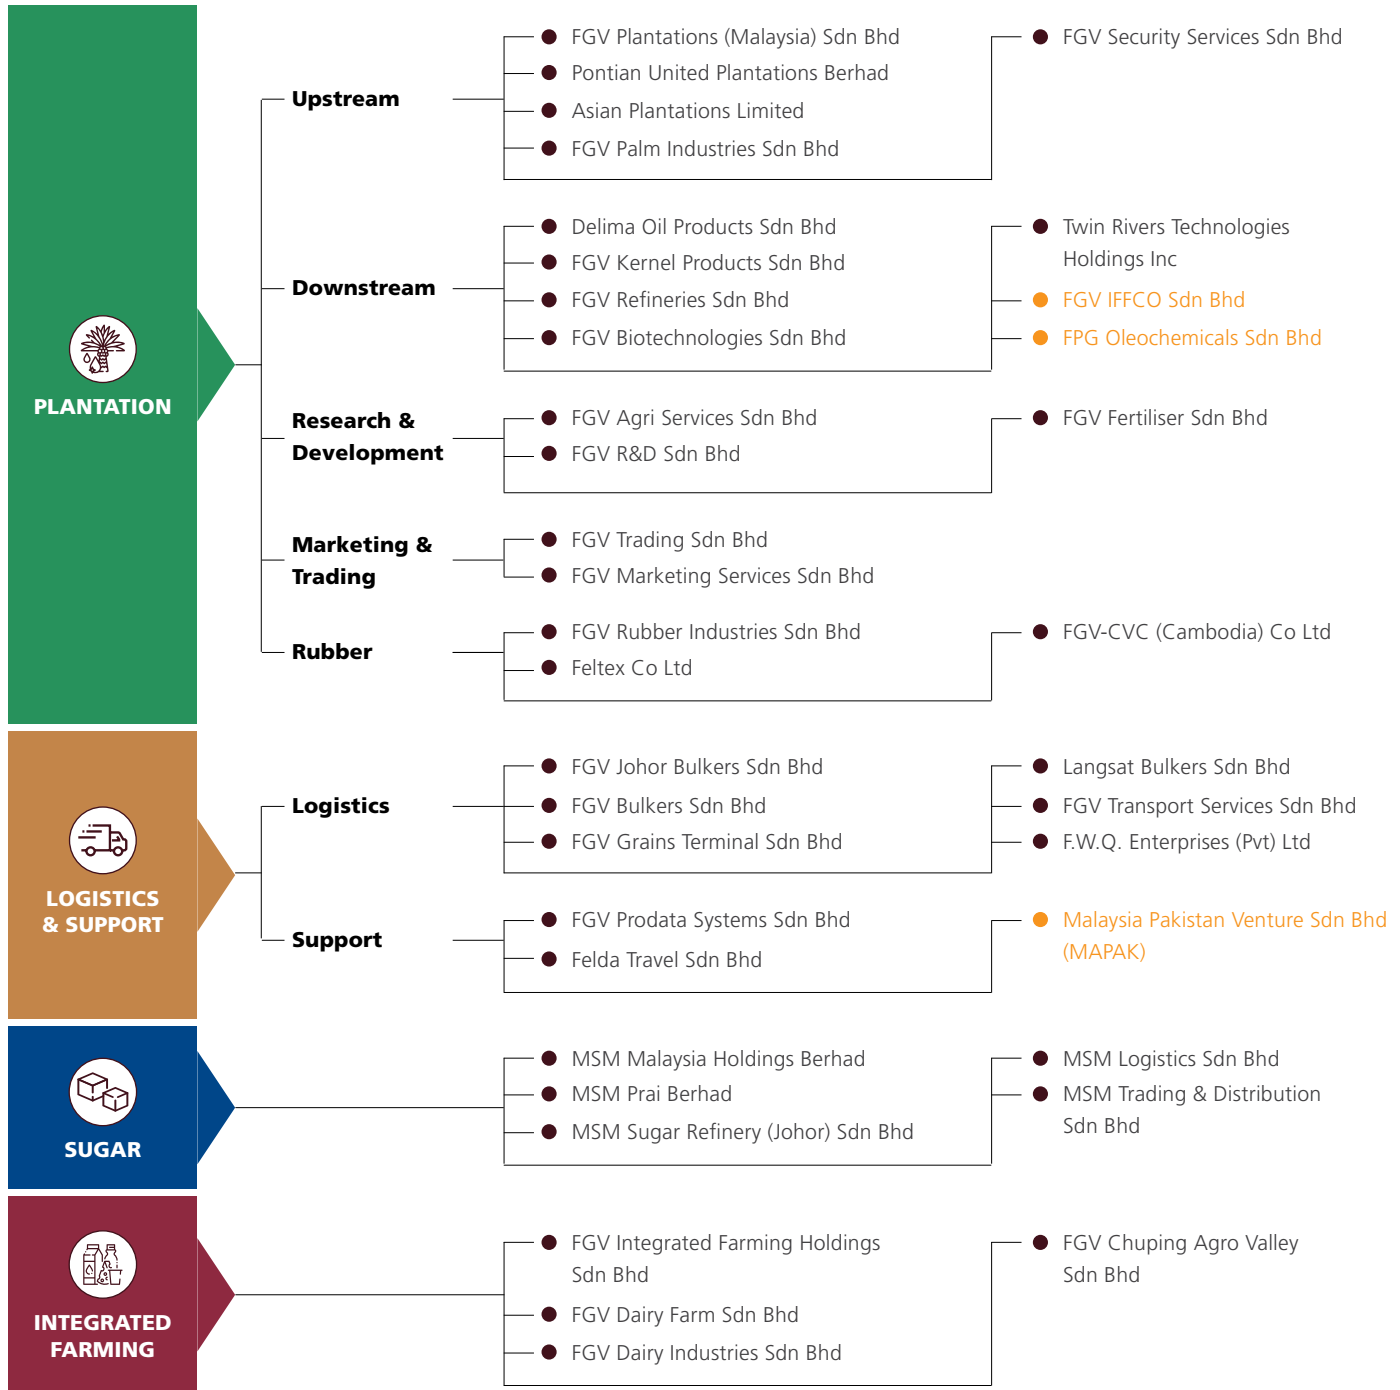 PLANTATION
Upstream
FGV Plantations (Malaysia) Sdn Bhd
Pontian United Plantations Berhad
Asian Plantations Limited
FGV Palm Industries Sdn Bhd
FGV Security Services Sdn Bhd
Downstream
Delima Oil Products Sdn Bhd
FGV Kernel Products Sdn Bhd
FGV Refineries Sdn Bhd
FGV Biotechnologies Sdn Bhd
Twin Rivers Technologies
Holdings Inc
FGV IFFCO Sdn Bhd
FPG Oleochemicals Sdn Bhd
Research &
Development
FGV Agri Services Sdn Bhd
FGV R&D Sdn Bhd
FGV Fertiliser Sdn Bhd
Marketing &
Trading
FGV Trading Sdn Bhd
FGV Marketing Services Sdn Bhd
Rubber
FGV Rubber Industries Sdn Bhd
Feltex Co Ltd
FGV-CVC (Cambodia) Co Ltd
LOGISTICS
& SUPPORT
Logistics
FGV Johor Bulkers Sdn Bhd
FGV Bulkers Sdn Bhd
FGV Grains Terminal Sdn Bhd
Langsat Bulkers Sdn Bhd
FGV Transport Services Sdn Bhd
F.W.Q. Enterprises (Pvt) Ltd
Support
FGV Prodata Systems Sdn Bhd
Felda Travel Sdn Bhd
Malaysia Pakistan Venture Sdn Bhd
(MAPAK)
SUGAR
MSM Malaysia Holdings Berhad
MSM Prai Berhad
MSM Sugar Refinery (Johor) Sdn Bhd
MSM Logistics Sdn Bhd
MSM Trading & Distribution
Sdn Bhd
INTEGRATED
FARMING
FGV Integrated Farming Holdings
Sdn Bhd
FGV Dairy Farm Sdn Bhd
FGV Dairy Industries Sdn Bhd
FGV Chuping Agro Valley
Sdn Bhd